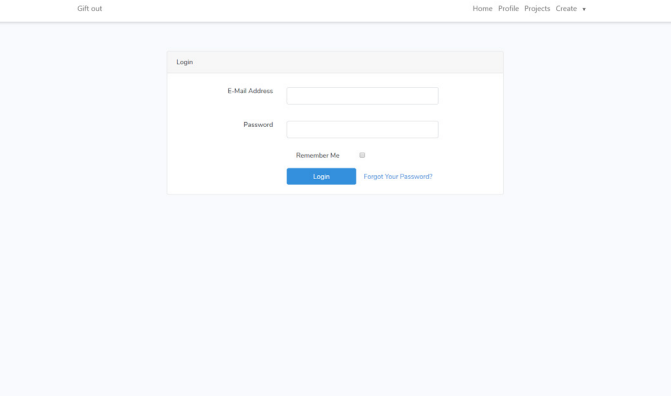 Gift out Home Profile Projects Create ▾
Login
E-Mail Address
Password
Remember Me
Login Forgot Your Password?